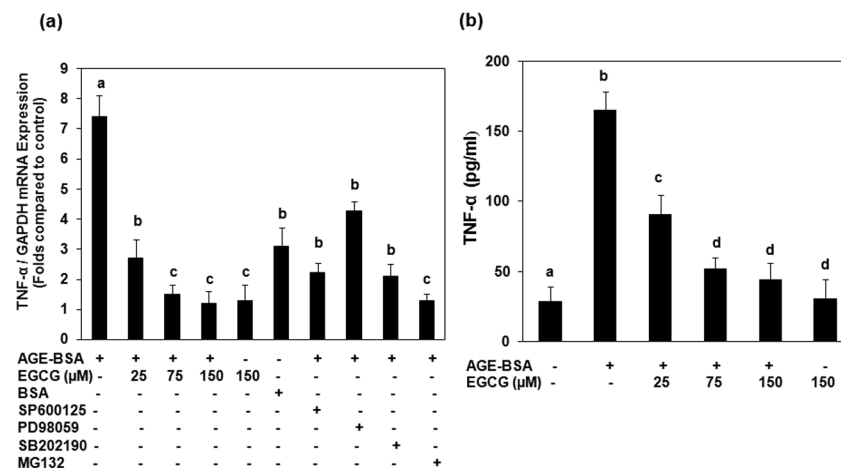 (a)
TNF-α / GAPDH mRNA Expression
(Folds compared to control)
9
8
7
6
5
4
3
2
1
0
a
b
c
c
c
b
b
b
b
c
AGE-BSA + + + + - - + + + +
EGCG (µM) - 25 75 150 150 - - - - -
BSA - - - - - + - - - -
SP600125 - - - - - - + - - -
PD98059 - - - - - - - + - -
SB202190 - - - - - - - - + -
MG132 - - - - - - - - - +
(b)
TNF-α (pg/ml)
200
150
100
50
0
a
b
c
d
d
d
AGE-BSA - + + + + -
EGCG (µM) - - 25 75 150 150